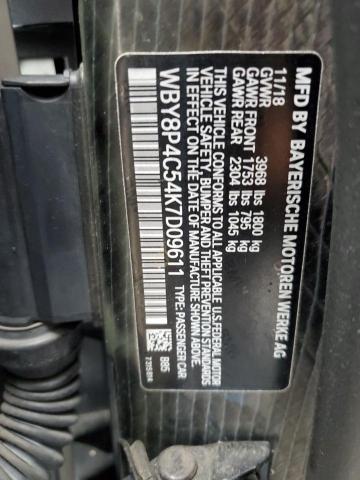 MFD BY BAYERISCHE MOTOREN WERKE AG
11/18
GVWR 3968 lbs 1800 kg
GAWR FRONT 1753 lbs 795 kg
GAWR REAR 2304 lbs 1045 kg
THIS VEHICLE CONFORMS TO ALL APPLICABLE U.S. FEDERAL MOTOR
VEHICLE SAFETY, BUMPER AND THEFT PREVENTION STANDARDS
IN EFFECT ON THE DATE OF MANUFACTURE SHOWN ABOVE.
WBY8P4C54K7D09611 TYPE: PASSENGER CAR
B85